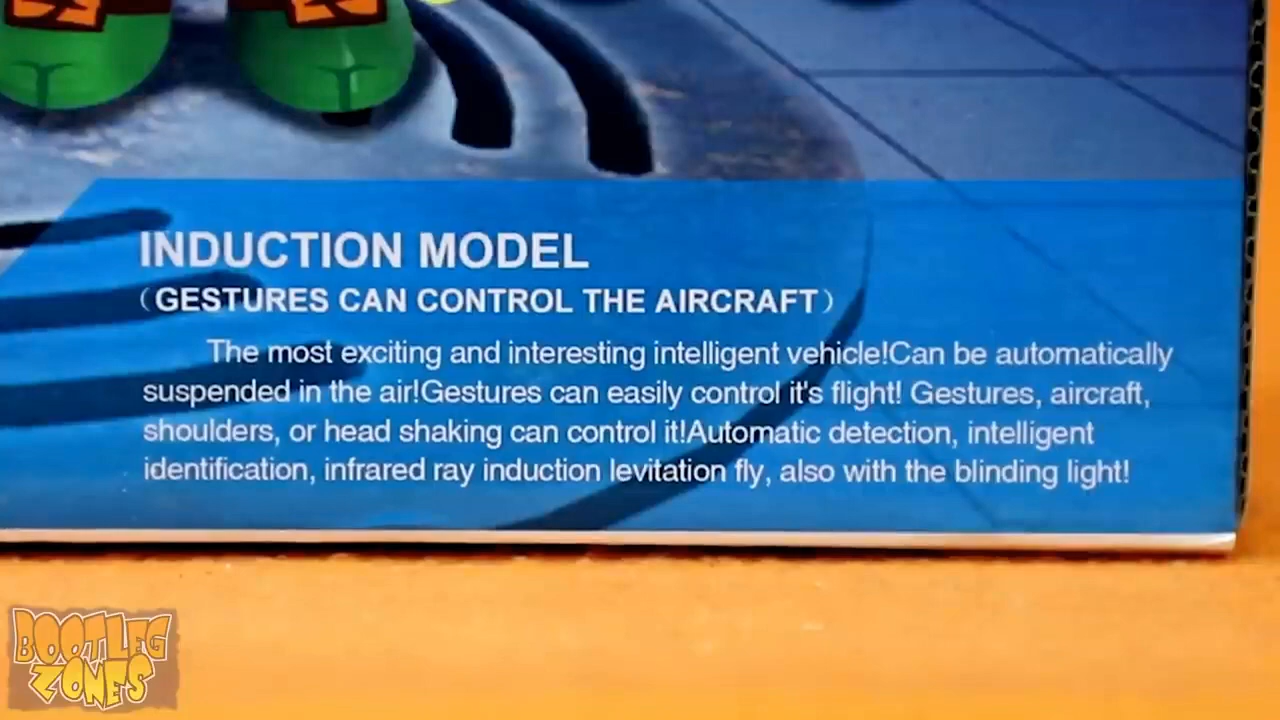 INDUCTION MODEL
（GESTURES CAN CONTROL THE AIRCRAFT）
The most exciting and interesting intelligent vehicle!Can be automatically
suspended in the air!Gestures can easily control it's flight! Gestures, aircraft,
shoulders, or head shaking can control it!Automatic detection, intelligent
identification, infrared ray induction levitation fly, also with the blinding light!
BOOTLEG
ZONES